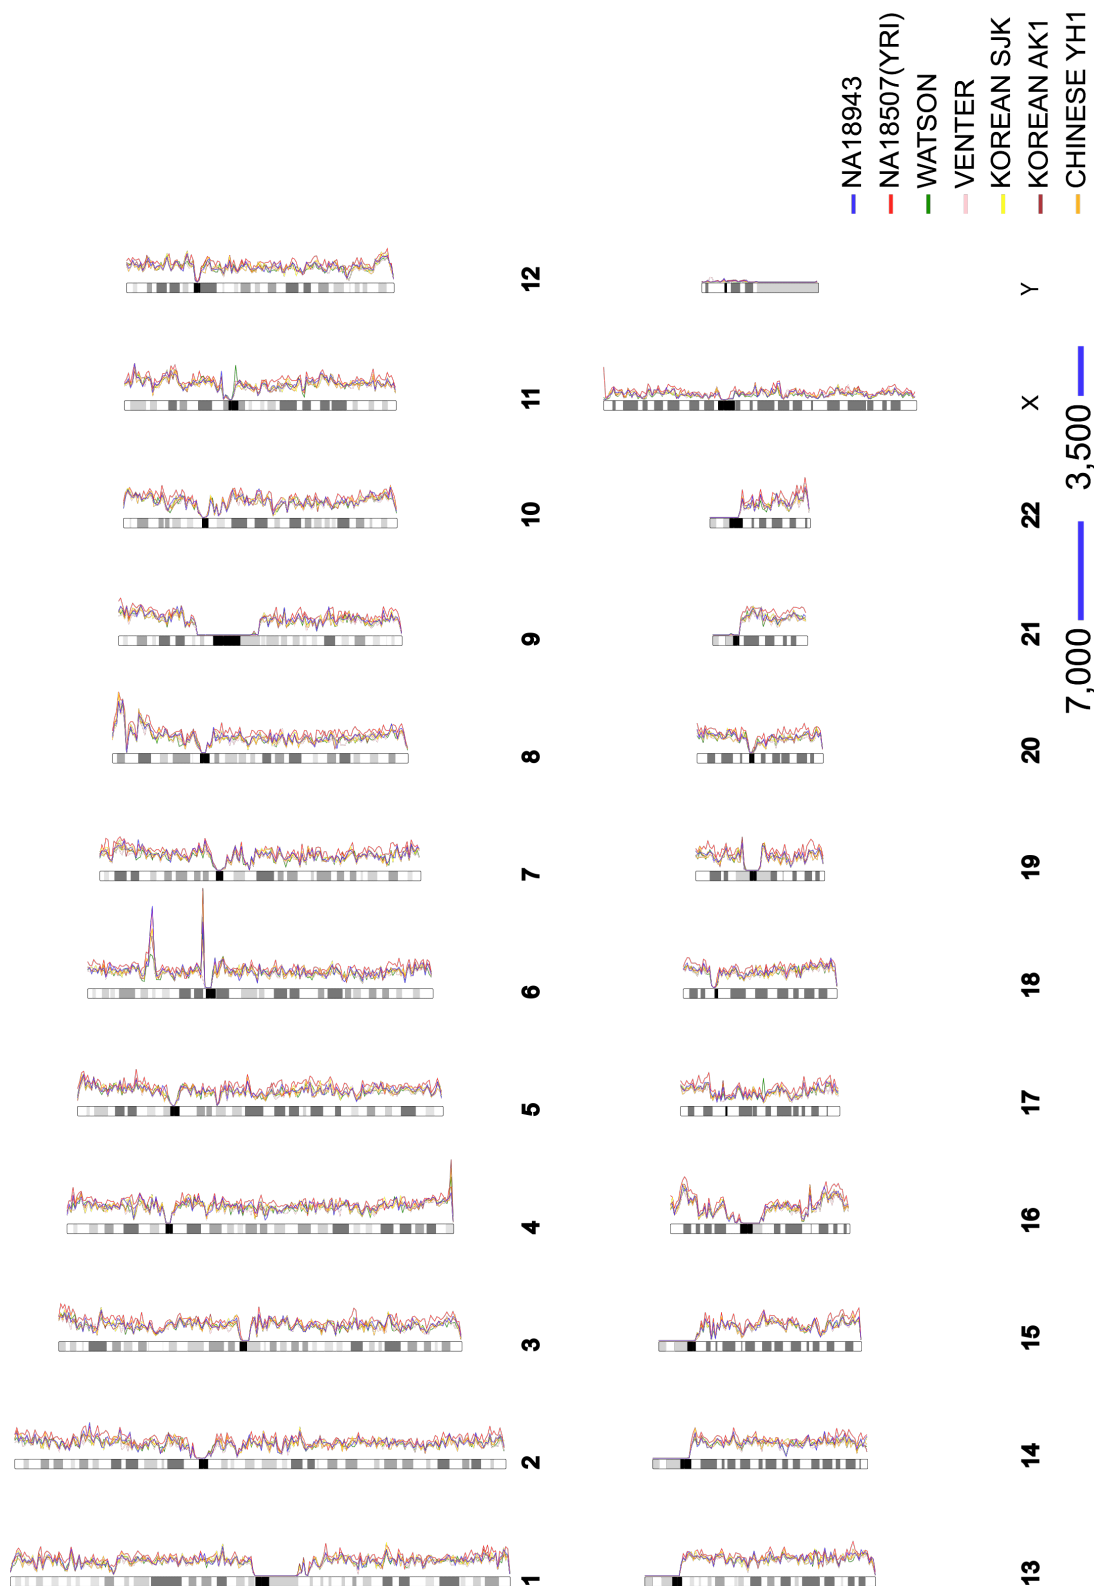 1 2 3 4 5 6 7 8 9 10 11 12
13 14 15 16 17 18 19 20 21 22 X Y
7,000 3,500
NA18943
NA18507(YRI)
WATSON
VENTER
KOREAN SJK
KOREAN AK1
CHINESE YH1